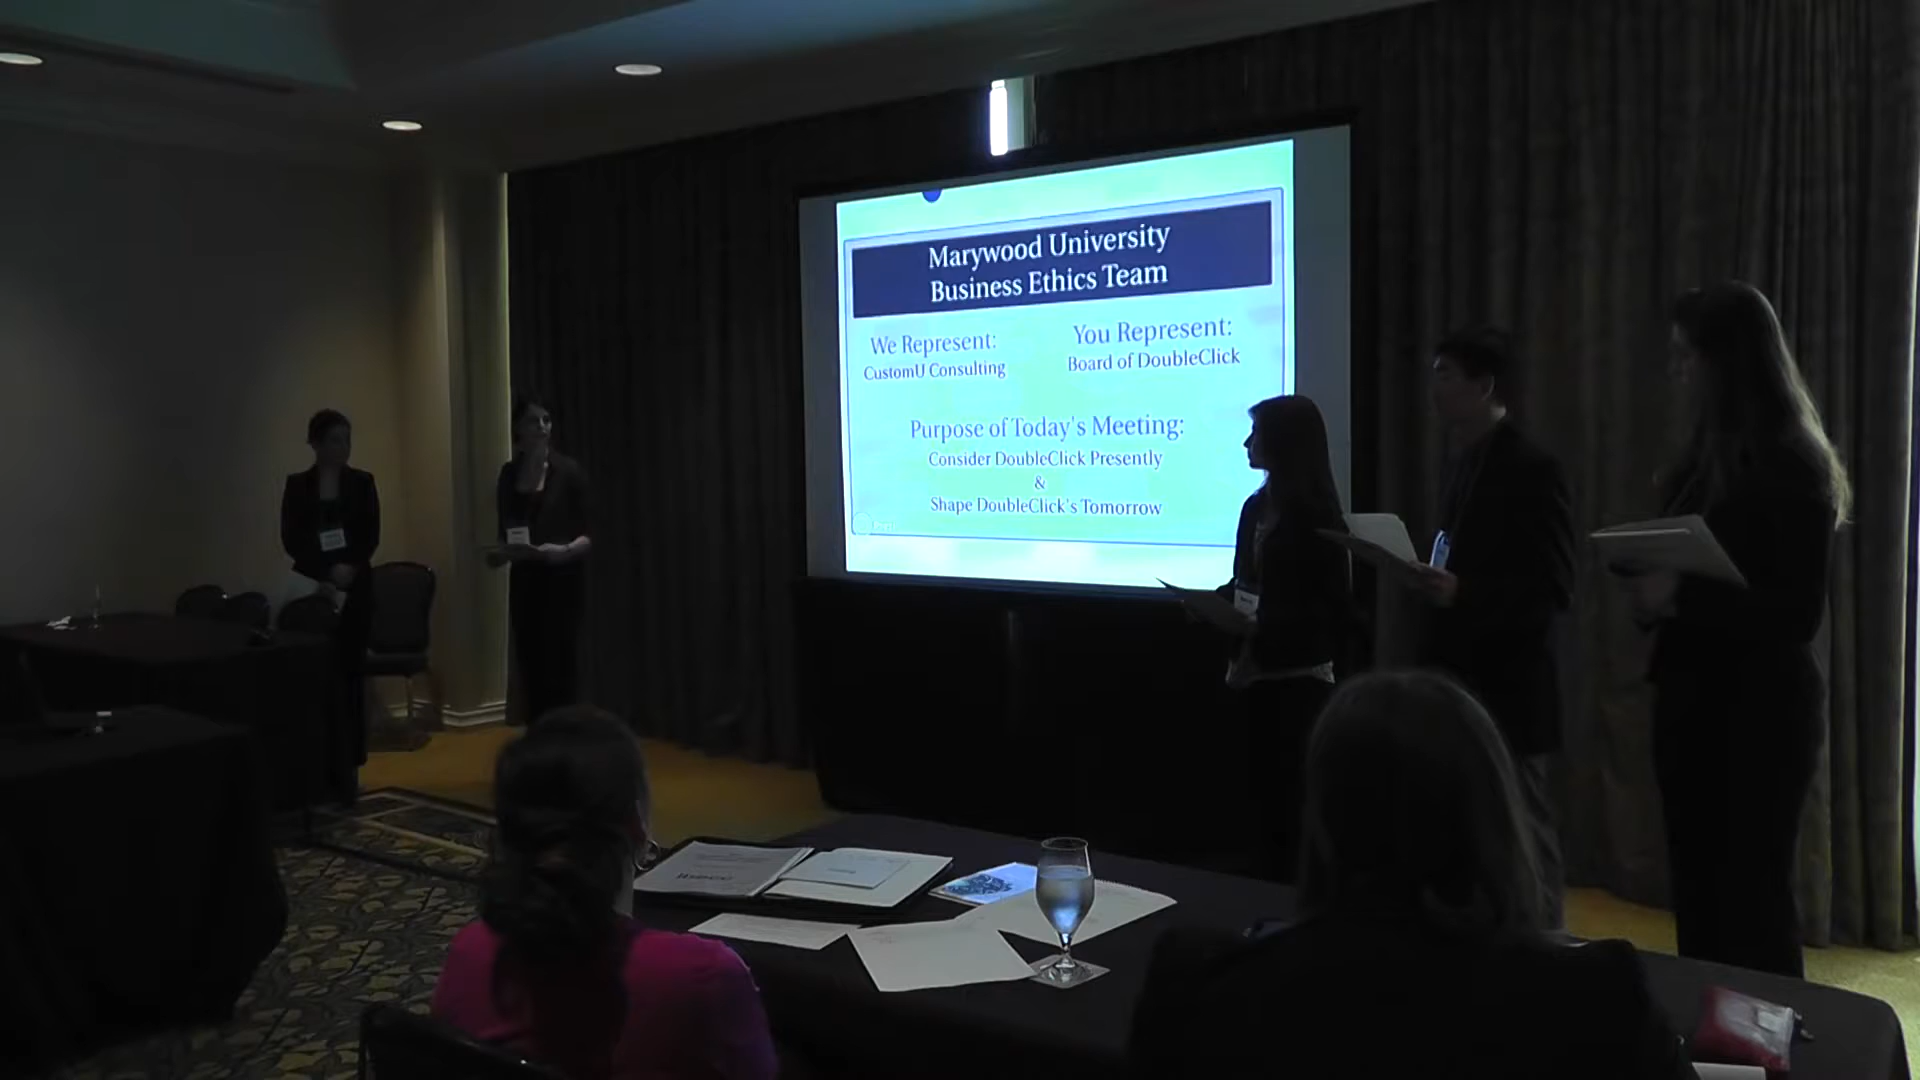 Marywood University
Business Ethics Team
We Represent:
CustomU Consulting
You Represent:
Board of DoubleClick
Purpose of Today's Meeting:
Consider DoubleClick Presently
&
Shape DoubleClick's Tomorrow